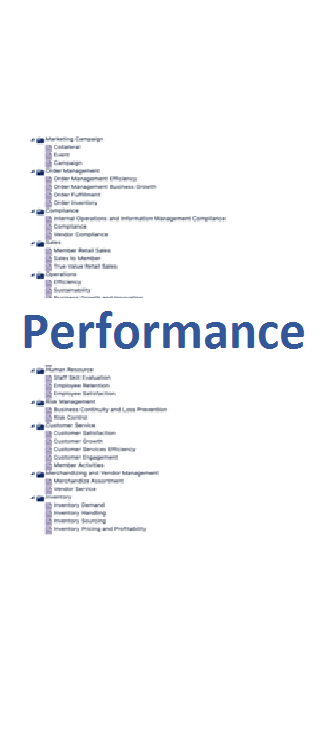 Marketing Campaign
Collateral
Event
Campaign
Order Management
Order Management Efficiency
Order Management Business Growth
Order Fulfillment
Order Inventory
Compliance
Internal Operations and Information Management Compliance
Compliance
Vendor Compliance
Sales
Member Retail Sales
Sales to Member
True Value Retail Sales
Operations
Efficiency
Sustainability
Business Growth and Innovation
Performance
Human Resource
Staff Skill Evaluation
Employee Retention
Employee Satisfaction
Risk Management
Business Continuity and Loss Prevention
Risk Control
Customer Service
Customer Satisfaction
Customer Growth
Customer Services Efficiency
Customer Engagement
Member Activities
Merchandizing and Vendor Management
Merchandize Assortment
Vendor Service
Inventory
Inventory Demand
Inventory Handling
Inventory Sourcing
Inventory Pricing and Profitability